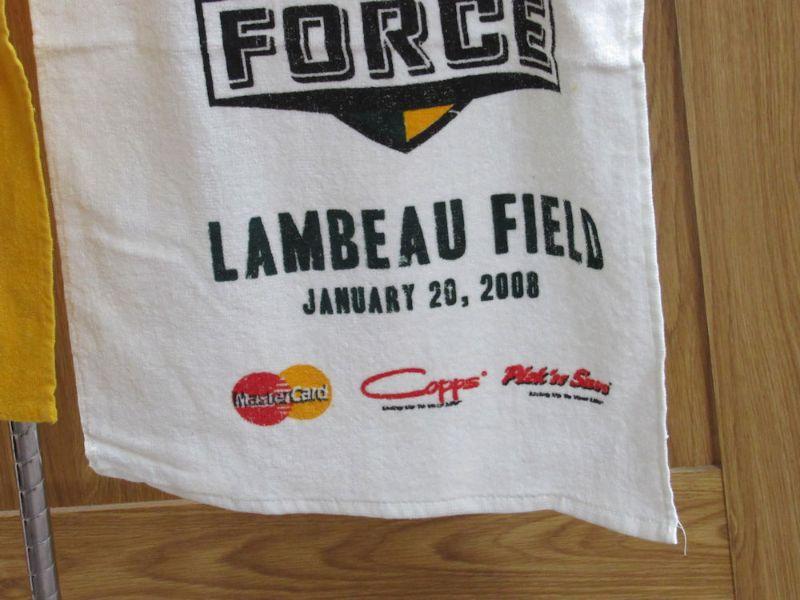 FORCE
LAMBEAU FIELD
JANUARY 20, 2008
MasterCard
Copps
Pick 'n Save